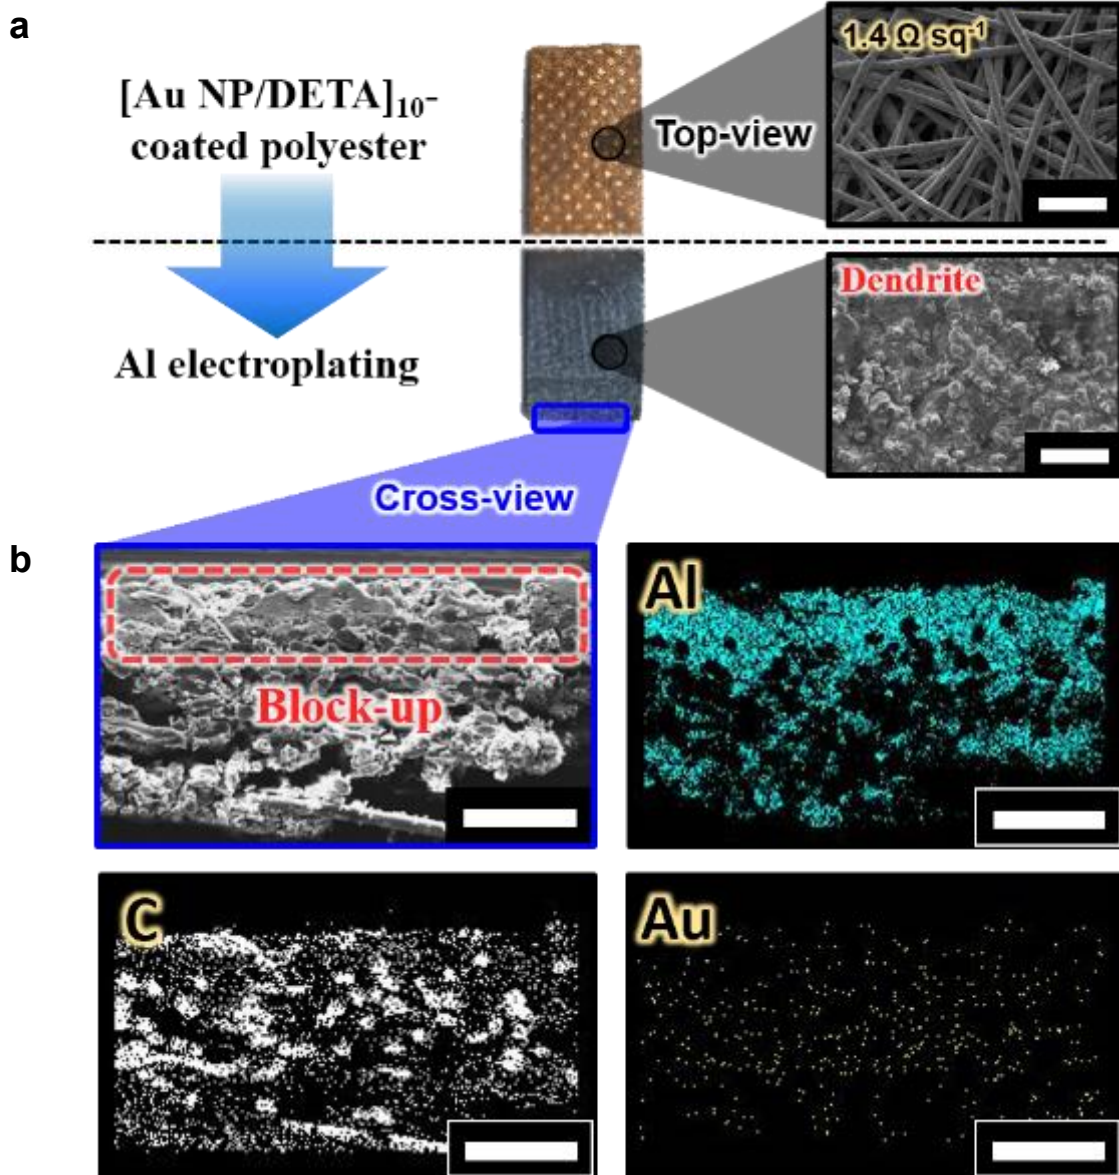 a
[Au NP/DETA]₁₀-
coated polyester
Al electroplating
1.4 Ω sq⁻¹
Top-view
Dendrite
Cross-view
b
Block-up
Al
C
Au